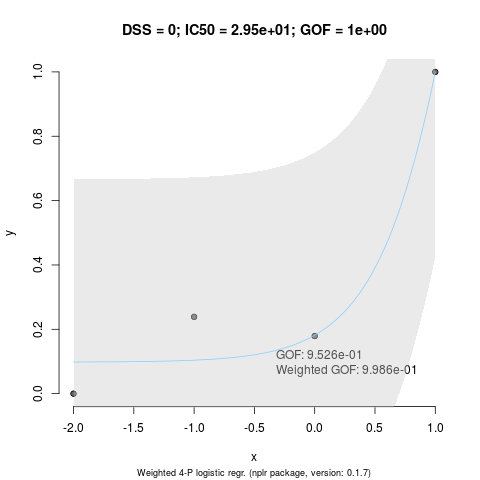 DSS = 0; IC50 = 2.95e+01; GOF = 1e+00
1.0
0.8
0.6
0.4
0.2
0.0
y
GOF: 9.526e-01
Weighted GOF: 9.986e-01
-2.0 -1.5 -1.0 -0.5 0.0 0.5 1.0
x
Weighted 4-P logistic regr. (nplr package, version: 0.1.7)